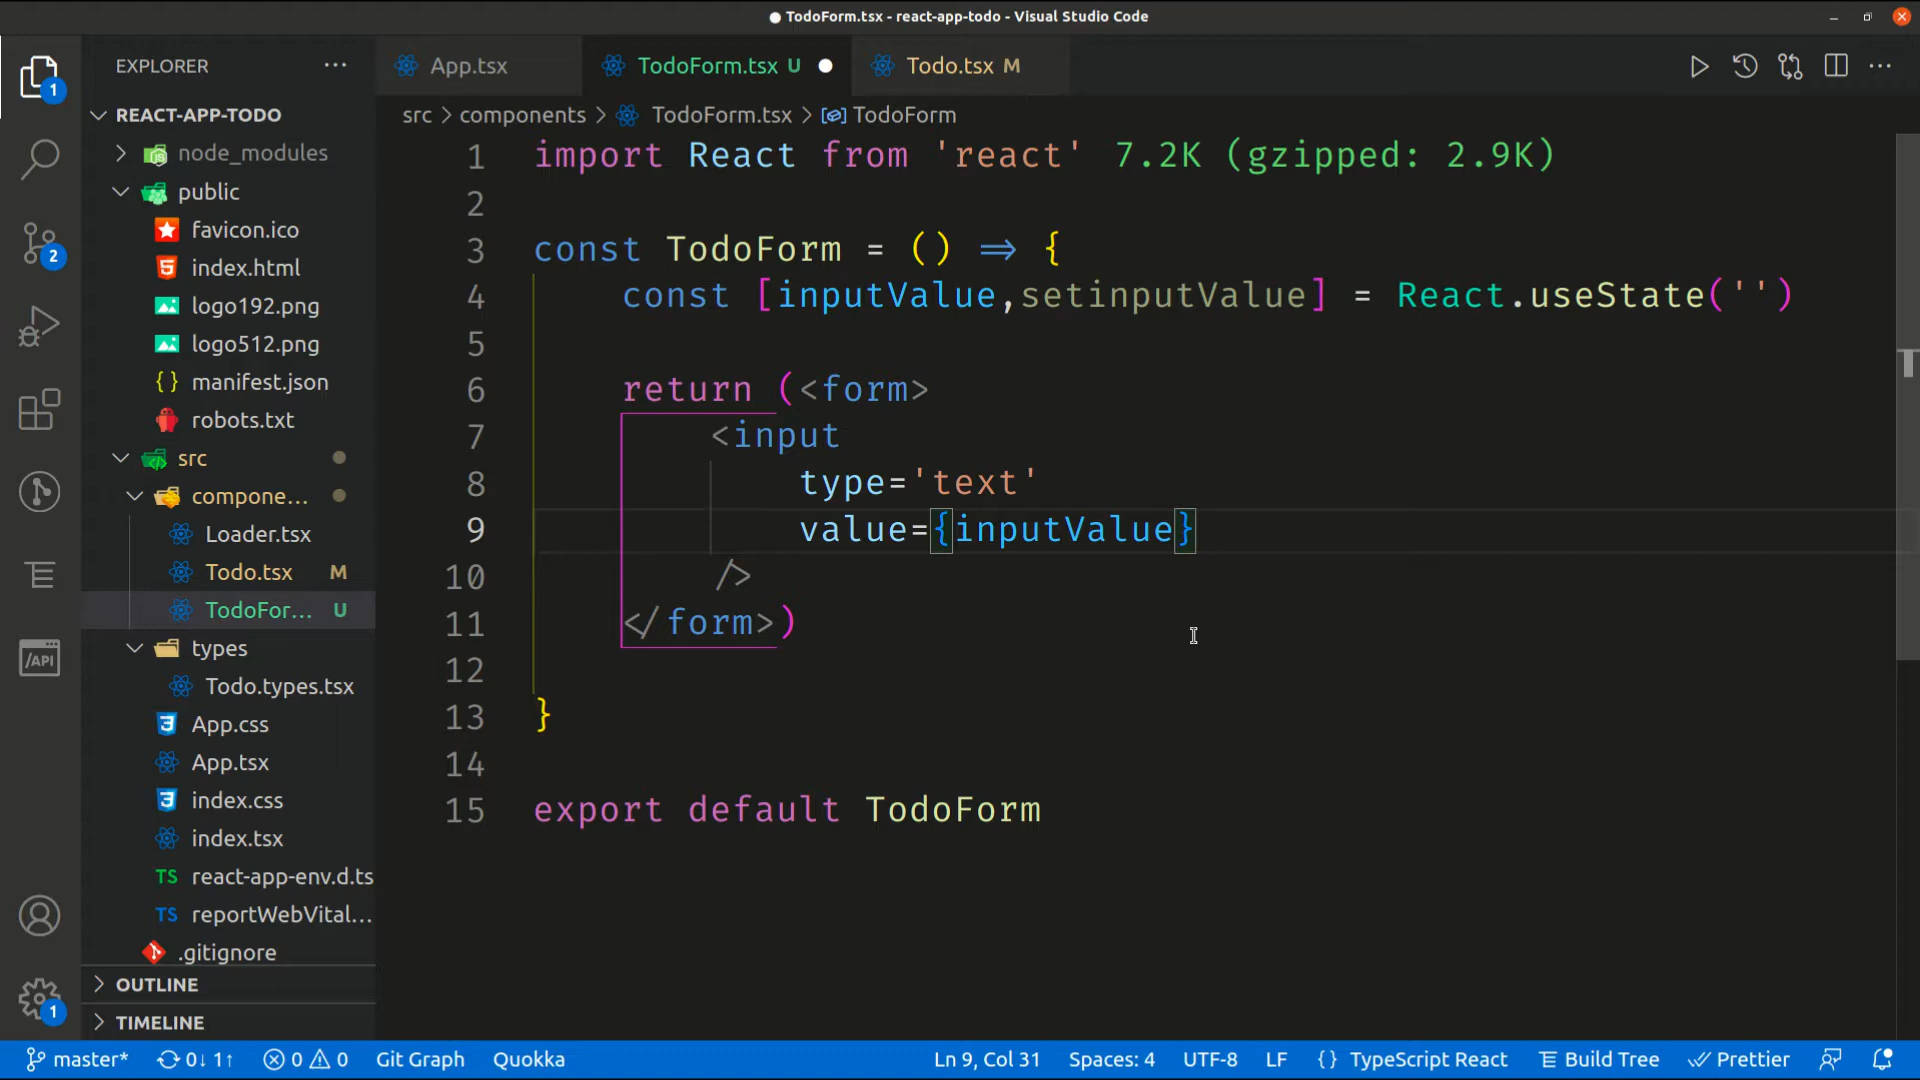 TodoForm.tsx - react-app-todo - Visual Studio Code
EXPLORER
App.tsx
TodoForm.tsx U
Todo.tsx M
REACT-APP-TODO
src > components > TodoForm.tsx > TodoForm
node_modules
public
favicon.ico
index.html
logo192.png
logo512.png
manifest.json
robots.txt
src
compone...
Loader.tsx
Todo.tsx M
TodoFor... U
types
Todo.types.tsx
App.css
App.tsx
index.css
index.tsx
react-app-env.d.ts
reportWebVital...
.gitignore
OUTLINE
TIMELINE
1
2
/API
1
1 import React from 'react' 7.2K (gzipped: 2.9K)
2
3 const TodoForm = () => {
4 const [inputValue,setinputValue] = React.useState('')
5
6 return (<form>
7 <input
8 type='text'
9 value={inputValue}
10 />
11 </form>)
12
13 }
14
15 export default TodoForm
master* 0↓ 1↑ 0 0 Git Graph Quokka Ln 9, Col 31 Spaces: 4 UTF-8 LF {} TypeScript React Build Tree Prettier